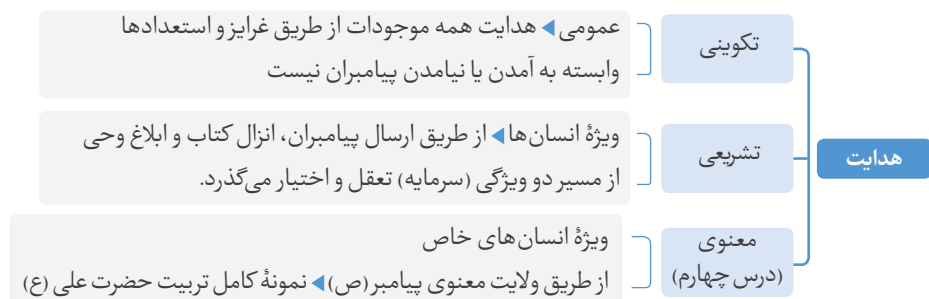 هدایت
تکوینی
عمومی◂ هدایت همه موجودات از طریق غرایز و استعدادها
وابسته به آمدن یا نیامدن پیامبران نیست
تشریعی
ویژهٔ انسان‌ها◂ از طریق ارسال پیامبران، انزال کتاب و ابلاغ وحی
از مسیر دو ویژگی (سرمایه) تعقل و اختیار می‌گذرد.
معنوی
(درس چهارم)
ویژهٔ انسان‌های خاص
از طریق ولایت معنوی پیامبر(ص)◂ نمونهٔ کامل تربیت حضرت علی (ع)